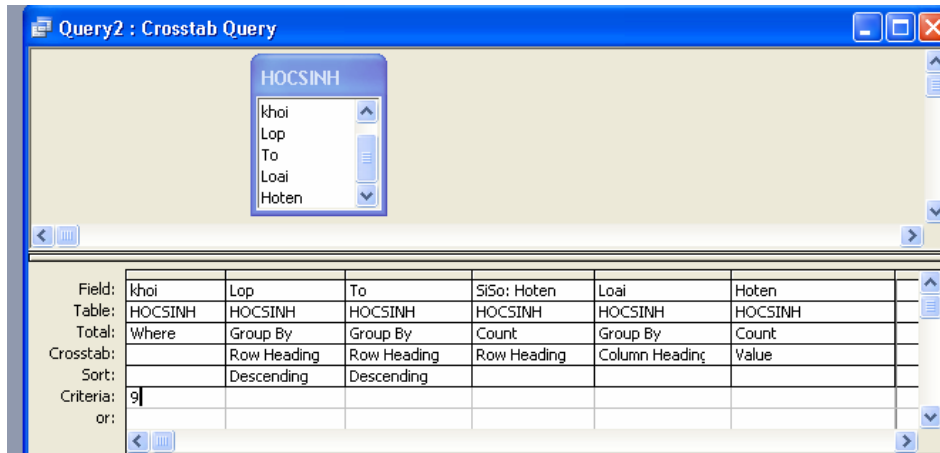 Query2 : Crosstab Query
HOCSINH
khoi
Lop
To
Loai
Hoten
Field: khoi Lop To SiSo: Hoten Loai Hoten
Table: HOCSINH HOCSINH HOCSINH HOCSINH HOCSINH HOCSINH
Total: Where Group By Group By Count Group By Count
Crosstab: Row Heading Row Heading Row Heading Column Heading Value
Sort: Descending Descending
Criteria: 9
or: